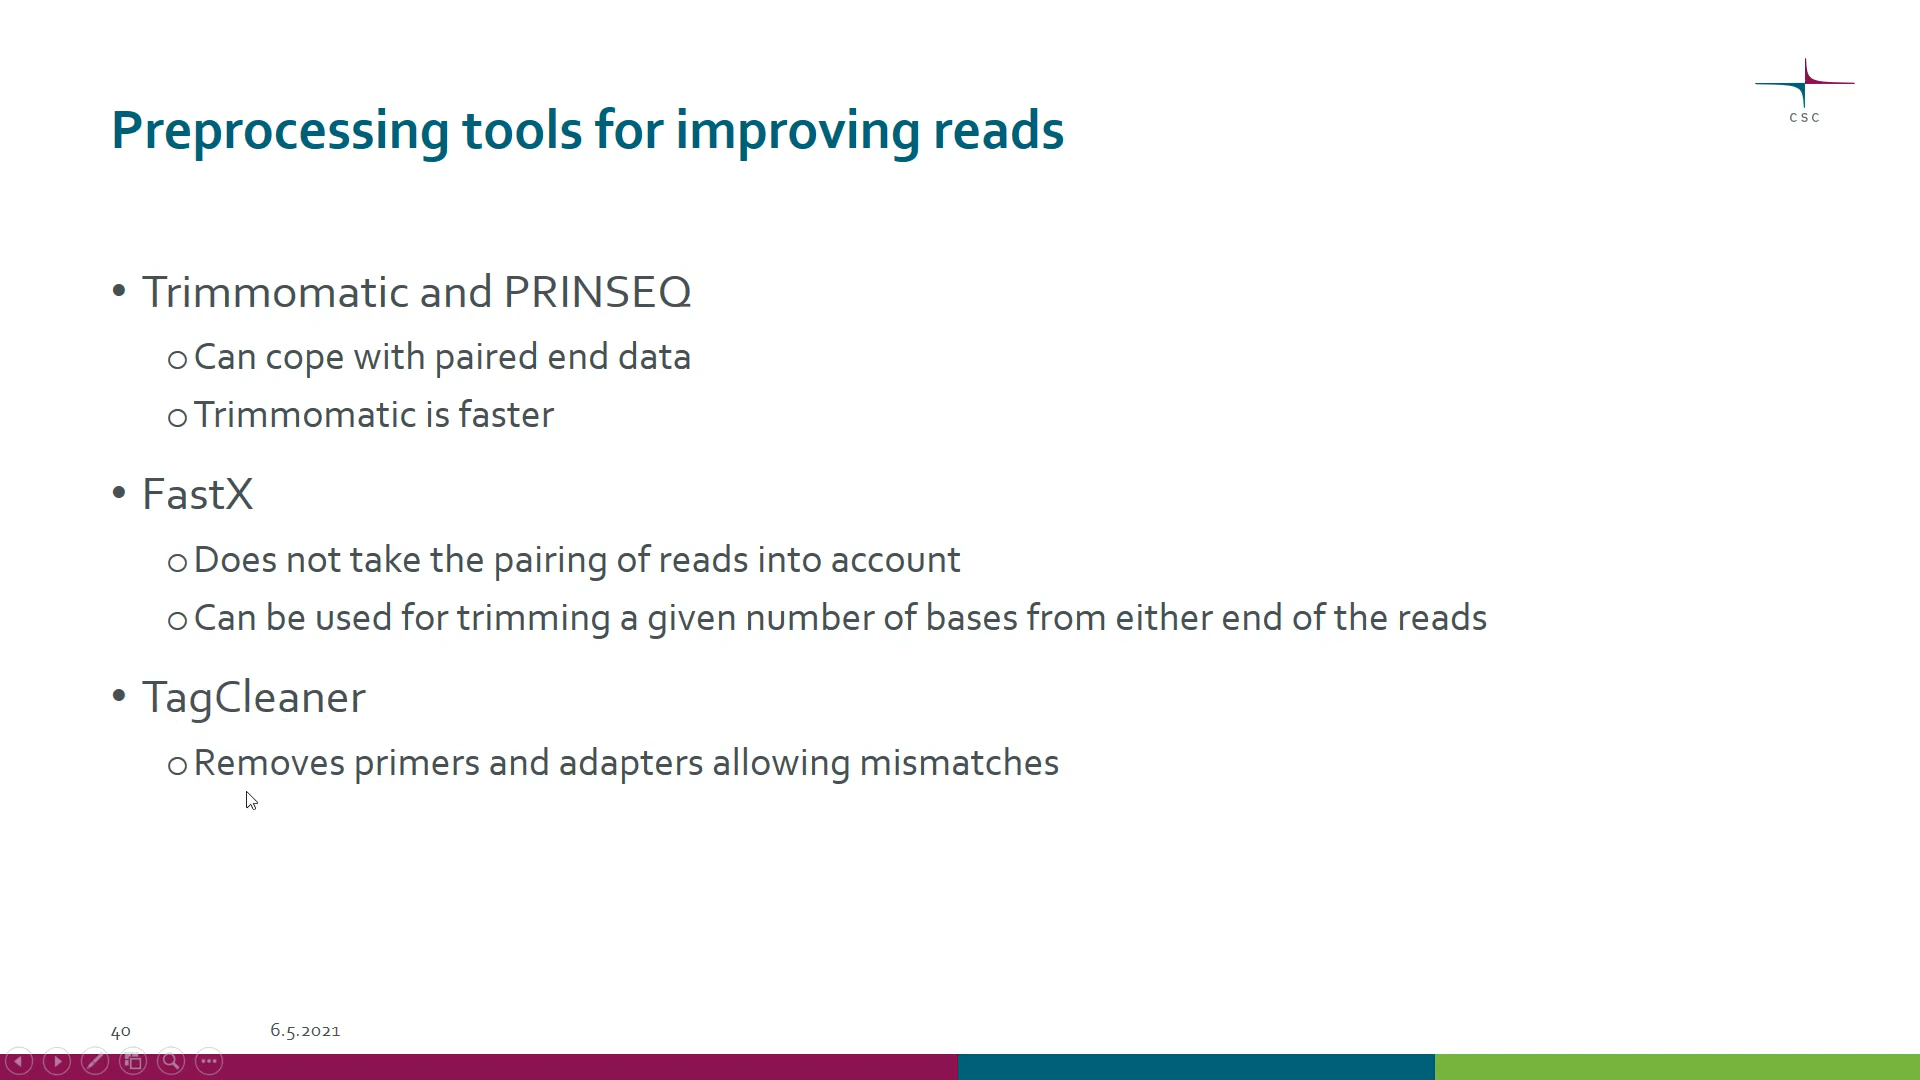 CSC
Preprocessing tools for improving reads
• Trimmomatic and PRINSEQ
o Can cope with paired end data
o Trimmomatic is faster
• FastX
o Does not take the pairing of reads into account
o Can be used for trimming a given number of bases from either end of the reads
• TagCleaner
o Removes primers and adapters allowing mismatches
40 6.5.2021